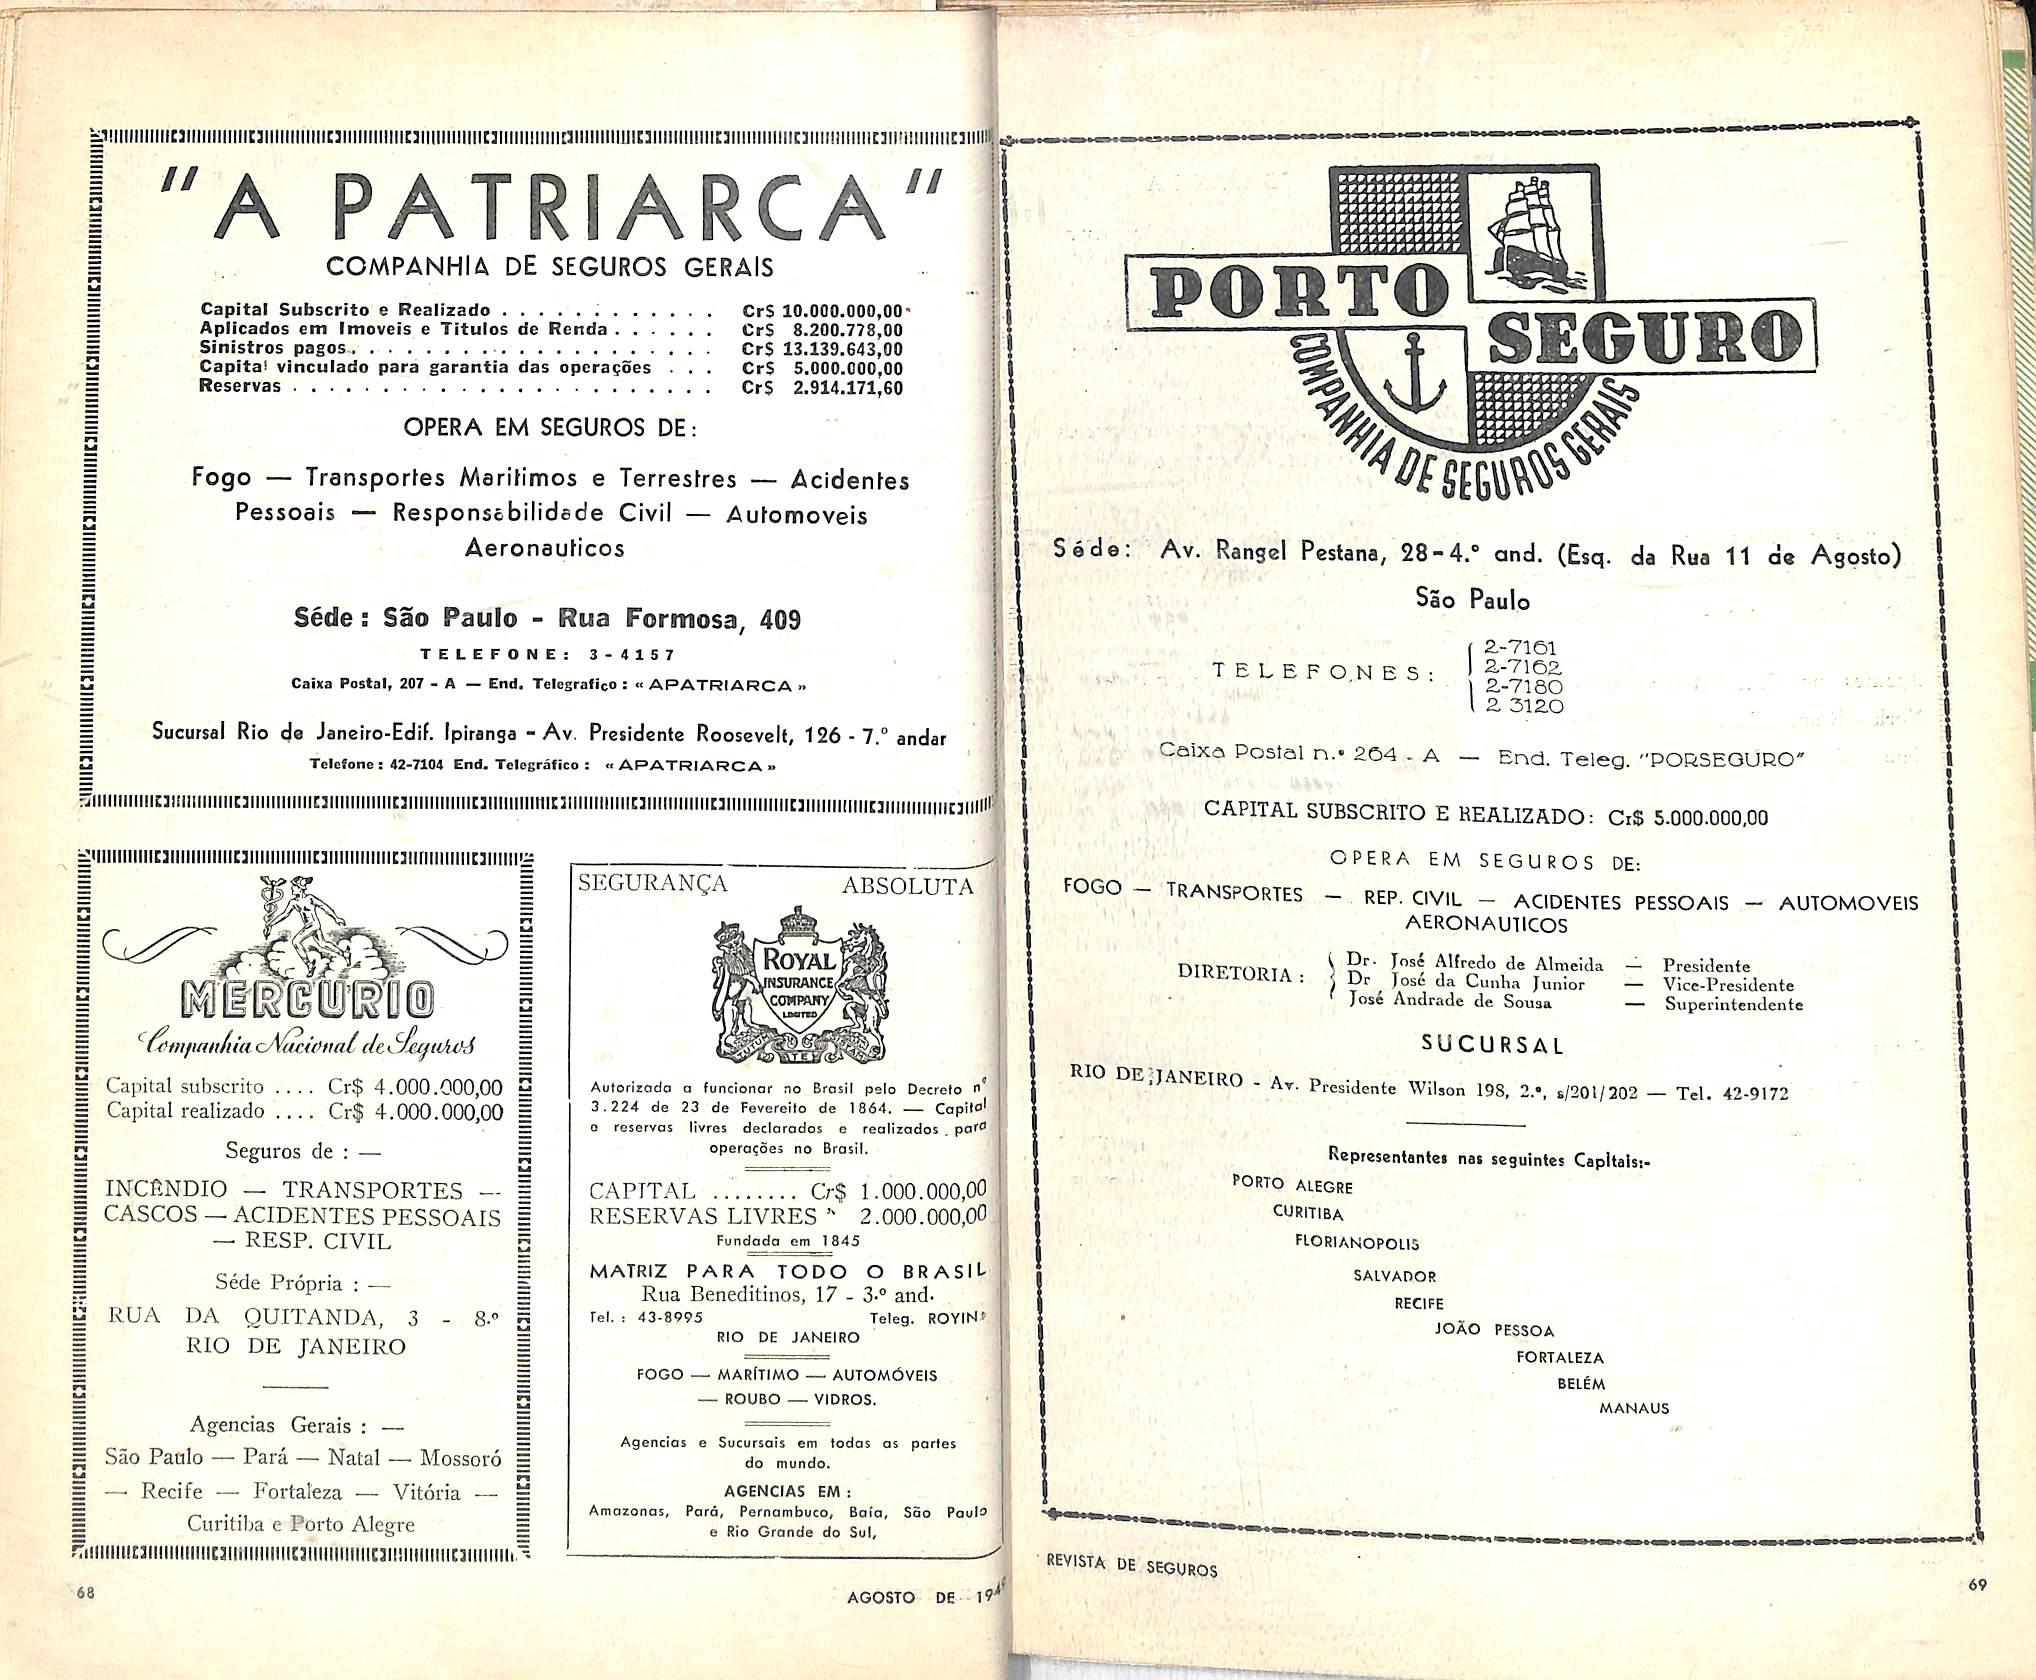 "A PATRIARCA"
COMPANHIA DE SEGUROS GERAIS
Capital Subscrito e Realizado . . . . . . . . . . . . Cr$ 10.000.000,00
Aplicados em Imoveis e Titulos de Renda . . . . . . Cr$ 8.200.778,00
Sinistros pagos. . . . . . . . . . . . . . . . . . . . Cr$ 13.139.643,00
Capital vinculado para garantia das operações . . . Cr$ 5.000.000,00
Reservas . . . . . . . . . . . . . . . . . . . Cr$ 2.914.171,60
OPERA EM SEGUROS DE:
Fogo — Transportes Maritimos e Terrestres — Acidentes
Pessoais — Responsabilidade Civil — Automoveis
Aeronauticos
Séde : São Paulo - Rua Formosa, 409
TELEFONE: 3-4157
Caixa Postal, 207 - A — End. Telegrafico : « APATRIARCA »
Sucursal Rio de Janeiro-Edif. Ipiranga - Av. Presidente Roosevelt, 126 - 7.º andar
Telefone : 42-7104 End. Telegráfico : « APATRIARCA »
MERCURIO
Companhia Nacional de Seguros
Capital subscrito .... Cr$ 4.000.000,00
Capital realizado .... Cr$ 4.000.000,00
Seguros de : —
INCÊNDIO — TRANSPORTES —
CASCOS — ACIDENTES PESSOAIS
— RESP. CIVIL
Séde Própria : —
RUA DA QUITANDA, 3 - 8.º
RIO DE JANEIRO
Agencias Gerais : —
São Paulo — Pará — Natal — Mossoró
— Recife — Fortaleza — Vitória —
Curitiba e Porto Alegre
SEGURANÇA ABSOLUTA
ROYAL
INSURANCE
COMPANY
LIMITED
TUTUM TE
Autorizada a funcionar no Brasil pelo Decreto nº
3.224 de 23 de Fevereito de 1864. — Capital
e reservas livres declarados e realizados para
operações no Brasil.
CAPITAL ........ Cr$ 1.000.000,00
RESERVAS LIVRES " 2.000.000,00
Fundada em 1845
MATRIZ PARA TODO O BRASIL
Rua Beneditinos, 17 - 3.º and.
Tel. : 43-8995 Teleg. ROYIN
RIO DE JANEIRO
FOGO — MARÍTIMO — AUTOMÓVEIS
— ROUBO — VIDROS.
Agencias e Sucursais em todas as partes
do mundo.
AGENCIAS EM :
Amazonas, Pará, Pernambuco, Baía, São Paulo
e Rio Grande do Sul,
68
AGOSTO DE 1949
PORTO
SEGURO
COMPANHIA DE SEGUROS GERAIS
Séde: Av. Rangel Pestana, 28-4.º and. (Esq. da Rua 11 de Agosto)
São Paulo
TELEFONES:
2-7161
2-7162
2-7180
2 3120
Caixa Postal n.º 264 - A — End. Teleg. "PORSEGURO"
CAPITAL SUBSCRITO E REALIZADO: Cr$ 5.000.000,00
OPERA EM SEGUROS DE:
FOGO — TRANSPORTES — REP. CIVIL — ACIDENTES PESSOAIS — AUTOMOVEIS
AERONAUTICOS
DIRETORIA :
Dr. José Alfredo de Almeida — Presidente
Dr José da Cunha Junior — Vice-Presidente
José Andrade de Sousa — Superintendente
SUCURSAL
RIO DE JANEIRO - Av. Presidente Wilson 198, 2.º, s/201/202 — Tel. 42-9172
Representantes nas seguintes Capitais:-
PORTO ALEGRE
CURITIBA
FLORIANOPOLIS
SALVADOR
RECIFE
JOÃO PESSOA
FORTALEZA
BELÉM
MANAUS
REVISTA DE SEGUROS
69